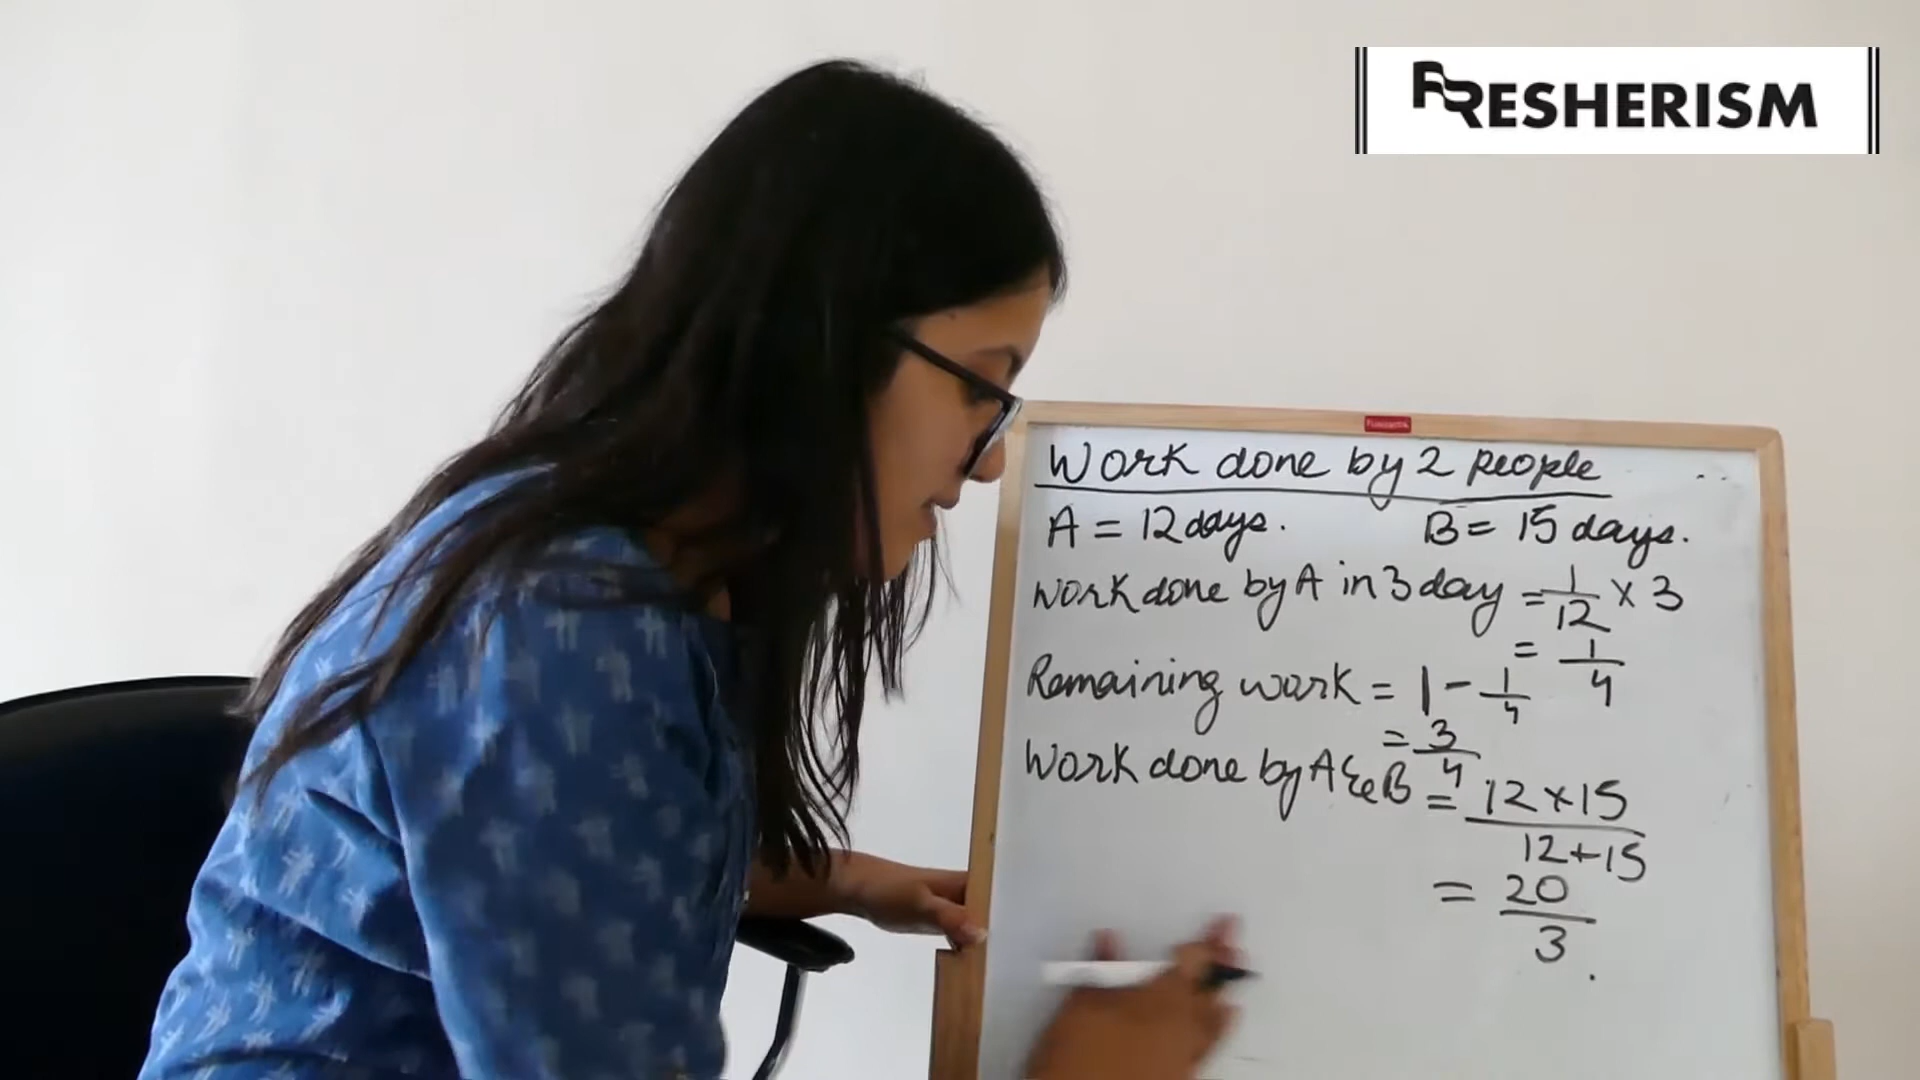 FRESHERISM
Work done by 2 people
A = 12 days. B = 15 days.
Work done by A in 3 day = 1/12 x 3
= 1/4
Remaining work = 1 - 1/4
= 3/4
Work done by A & B = 12 x 15 / 12 + 15
= 20/3